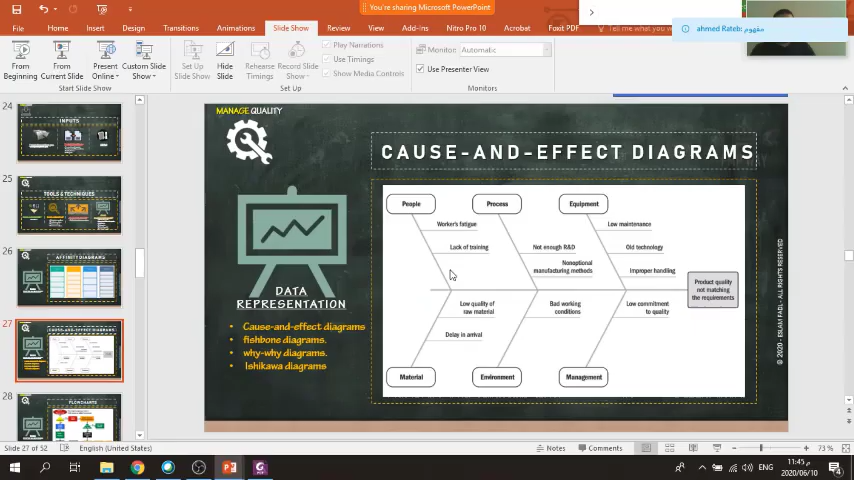 You're sharing Microsoft PowerPoint
ahmed Rateb: مفهوم
File Home Insert Design Transitions Animations Slide Show Review View Add-Ins Nitro Pro 10 Acrobat Foxit PDF Tell me what you
From Beginning
From Current Slide
Present Online
Custom Slide Show
Set Up Slide Show
Hide Slide
Rehearse Timings
Record Slide Show
Play Narrations
Use Timings
Show Media Controls
Monitor: Automatic
Use Presenter View
Start Slide Show
Set Up
Monitors
24
INPUTS
25
TOOLS & TECHNIQUES
26
AFFINITY DIAGRAMS
27
CAUSE-AND-EFFECT DIAGRAMS
28
FLOWCHARTS
MANAGE QUALITY
CAUSE-AND-EFFECT DIAGRAMS
DATA
REPRESENTATION
• Cause-and-effect diagrams
• fishbone diagrams.
• why-why diagrams.
• Ishikawa diagrams
People
Process
Equipment
Worker's fatigue
Lack of training
Not enough R&D
Nonoptional
manufacturing methods
Low maintenance
Old technology
Improper handling
Product quality
not matching
the requirements
Low quality of
raw material
Delay in arrival
Bad working
conditions
Low commitment
to quality
Material
Environment
Management
© 2020 - ESLAM FADL - ALL RIGHTS RESERVED
Slide 27 of 52
English (United States)
Notes
Comments
73 %
ENG
11:45 م
2020/06/10
4